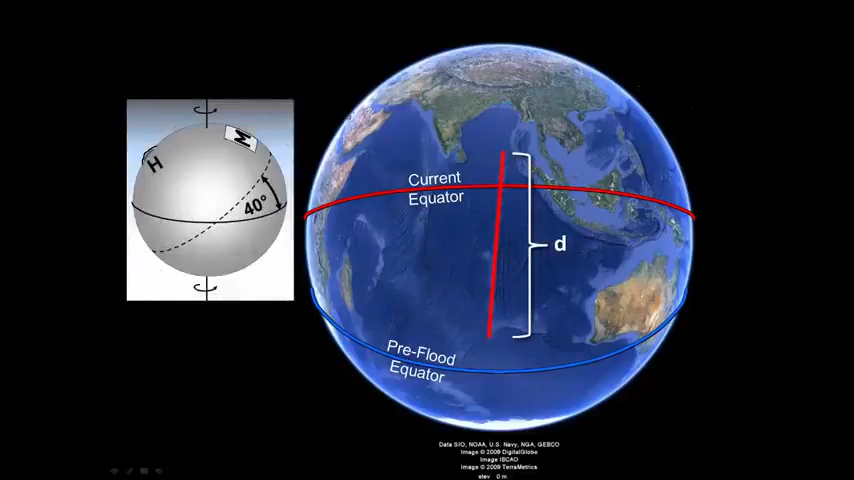 H
M
40°
Current
Equator
d
Pre-Flood
Equator
Data SIO, NOAA, U.S. Navy, NGA, GEBCO
Image © 2009 DigitalGlobe
Image IBCAO
Image © 2009 TerraMetrics
elev 0 m